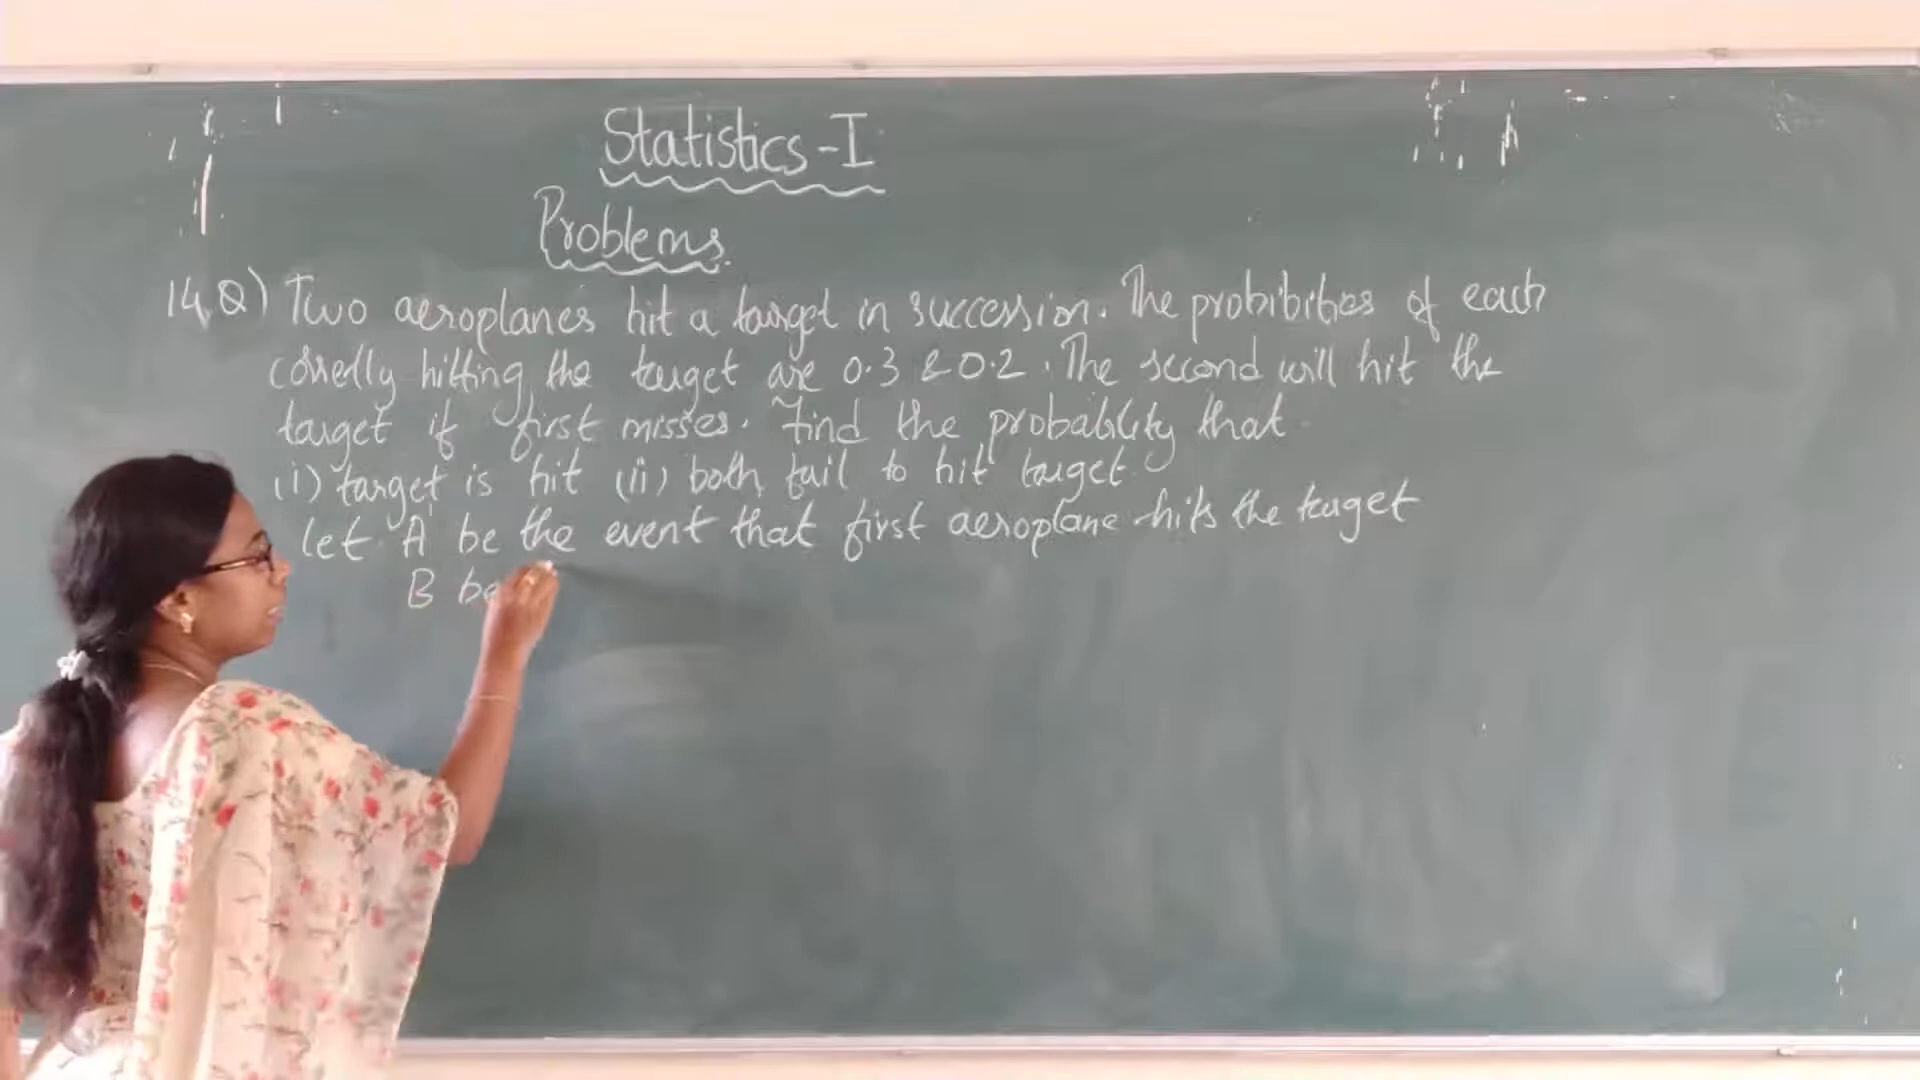 Statistics-I
Problems.
14.Q) Two aeroplanes hit a target in succession. The probibities of each
correctly hitting the target are 0.3 & 0.2. The second will hit the
target if first misses. find the probability that
(i) target is hit (ii) both fail to hit target.
let A be the event that first aeroplane hits the target
B be